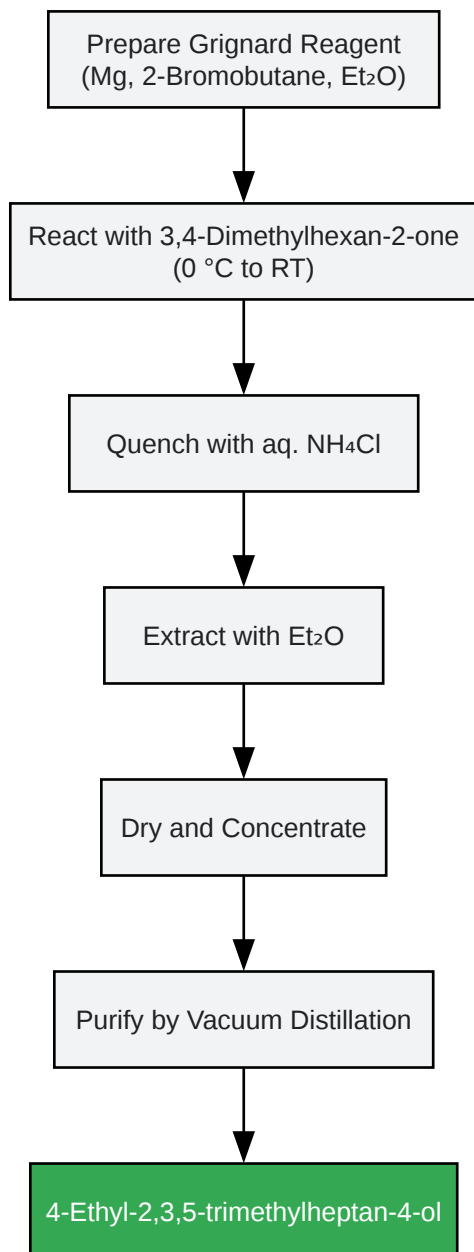 Prepare Grignard Reagent
(Mg, 2-Bromobutane, Et₂O)
React with 3,4-Dimethylhexan-2-one
(0 °C to RT)
Quench with aq. NH₄Cl
Extract with Et₂O
Dry and Concentrate
Purify by Vacuum Distillation
4-Ethyl-2,3,5-trimethylheptan-4-ol